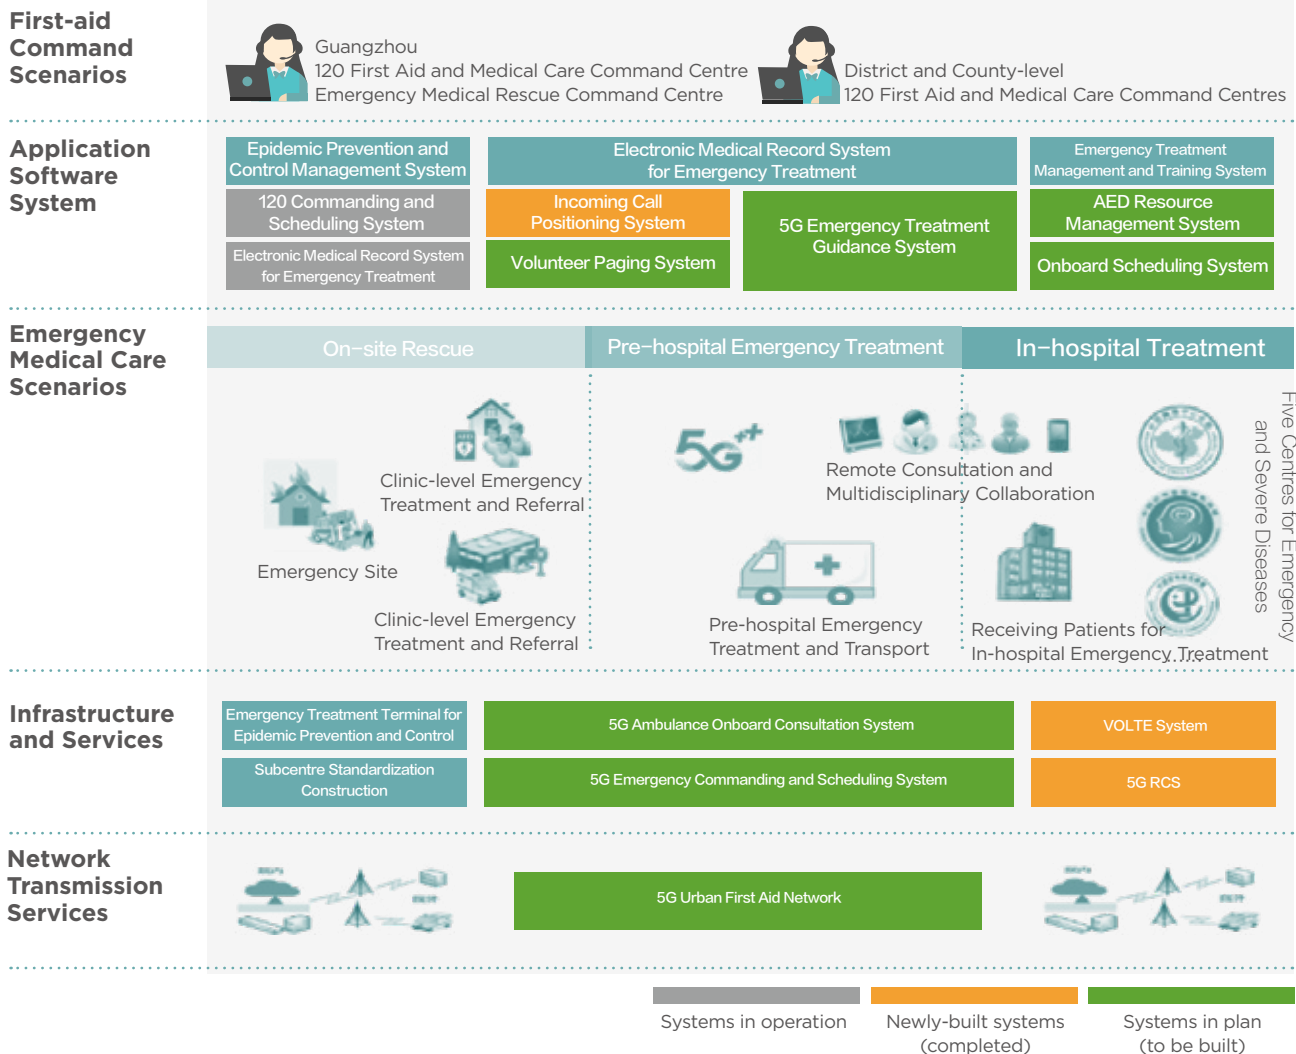 First-aid
Command
Scenarios
Guangzhou
120 First Aid and Medical Care Command Centre
Emergency Medical Rescue Command Centre
District and County-level
120 First Aid and Medical Care Command Centres
Application
Software
System
Epidemic Prevention and
Control Management System
Electronic Medical Record System
for Emergency Treatment
Emergency Treatment
Management and Training System
120 Commanding and
Scheduling System
Incoming Call
Positioning System
5G Emergency Treatment
Guidance System
AED Resource
Management System
Electronic Medical Record System
for Emergency Treatment
Volunteer Paging System
Onboard Scheduling System
Emergency
Medical Care
Scenarios
On-site Rescue
Pre-hospital Emergency Treatment
In-hospital Treatment
Clinic-level Emergency
Treatment and Referral
Emergency Site
Clinic-level Emergency
Treatment and Referral
5G++
Remote Consultation and
Multidisciplinary Collaboration
Pre-hospital Emergency
Treatment and Transport
Receiving Patients for
In-hospital Emergency Treatment
......
Five Centres for Emergency
and Severe Diseases
Infrastructure
and Services
Emergency Treatment Terminal for
Epidemic Prevention and Control
5G Ambulance Onboard Consultation System
VOLTE System
Subcentre Standardization
Construction
5G Emergency Commanding and Scheduling System
5G RCS
Network
Transmission
Services
5G Urban First Aid Network
Systems in operation
Newly-built systems
(completed)
Systems in plan
(to be built)